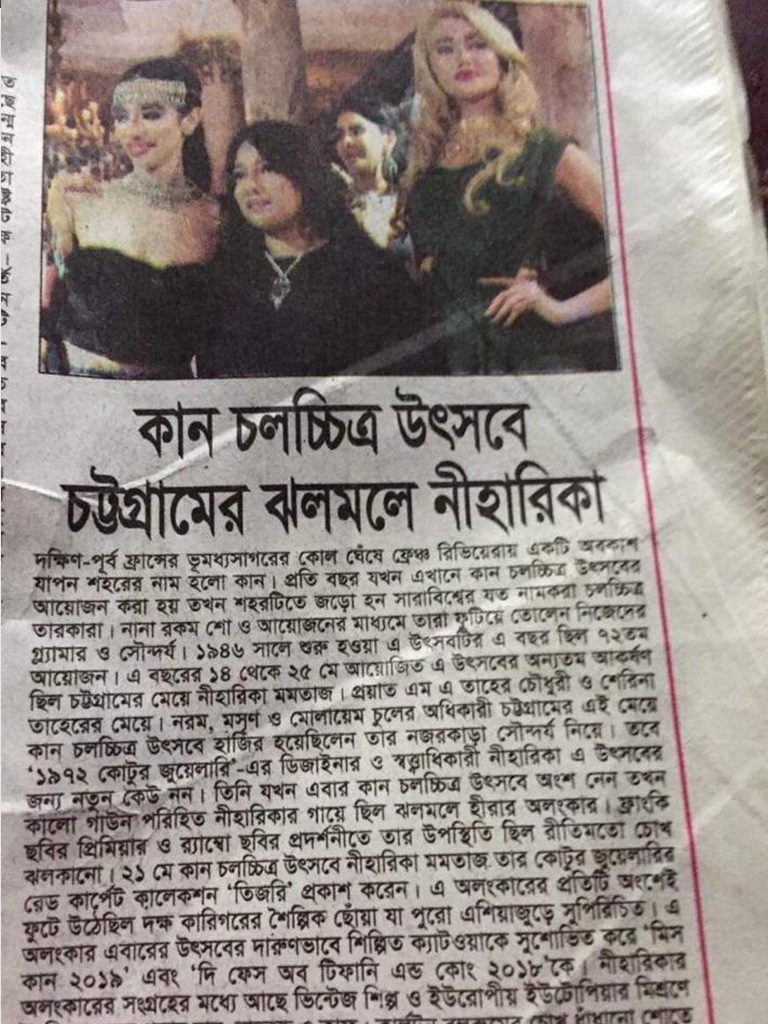 কান চলচ্চিত্র উৎসবে
চট্টগ্রামের ঝলমলে নীহারিকা
দক্ষিণ-পূর্ব ফ্রান্সের ভূমধ্যসাগরের কোল ঘেঁষে ফ্রেঞ্চ রিভিয়েরায় একটি অবকাশ
যাপন শহরের নাম হলো কান। প্রতি বছর যখন এখানে কান চলচ্চিত্র উৎসবের
আয়োজন করা হয় তখন শহরটিতে জড়ো হন সারাবিশ্বের যত নামকরা চলচ্চিত্র
তারকারা। নানা রকম শো ও আয়োজনের মাধ্যমে তারা ফুটিয়ে তোলেন নিজেদের
গ্ল্যামার ও সৌন্দর্য। ১৯৪৬ সালে শুরু হওয়া এ উৎসবটির এ বছর ছিল ৭২তম
আয়োজন। এ বছরের ১৪ থেকে ২৫ মে আয়োজিত এ উৎসবের অন্যতম আকর্ষণ
ছিল চট্টগ্রামের মেয়ে নীহারিকা মমতাজ। প্রয়াত এম এ তাহের চৌধুরী ও শেরিনা
তাহেরের মেয়ে। নরম, মসৃণ ও মোলায়েম চুলের অধিকারী চট্টগ্রামের এই মেয়ে
কান চলচ্চিত্র উৎসবে হাজির হয়েছিলেন তার নজরকাড়া সৌন্দর্য নিয়ে। তবে
‘১৯৭২ কোটুর জুয়েলারি’-এর ডিজাইনার ও স্বত্বাধিকারী নীহারিকা এ উৎসবের
জন্য নতুন কেউ নন। তিনি যখন এবার কান চলচ্চিত্র উৎসবে অংশ নেন তখন
কালো গাউন পরিহিত নীহারিকার গায়ে ছিল ঝলমলে হীরার অলংকার। ফ্রাংকি
ছবির প্রিমিয়ার ও র‍্যাম্বো ছবির প্রদর্শনীতে তার উপস্থিতি ছিল রীতিমতো চোখ
ঝলকানো। ২১ মে কান চলচ্চিত্র উৎসবে নীহারিকা মমতাজ তার কোটুর জুয়েলারির
রেড কার্পেট কালেকশন ‘তিজরি’ প্রকাশ করেন। এ অলংকারের প্রতিটি অংশেই
ফুটে উঠেছিল দক্ষ কারিগরের শৈল্পিক ছোঁয়া যা পুরো এশিয়াজুড়ে সুপরিচিত। এ
অলংকার এবারের উৎসবের দারুণভাবে শিল্পিত ক্যাটওয়াকে সুশোভিত করে ‘মিস
কান ২০১৯’ এবং ‘দি ফেস অব টিফানি এন্ড কোং ২০১৮’কে। নীহারিকার
অলংকারের সংগ্রহের মধ্যে আছে ভিন্টেজ শিল্প ও ইউরোপীয় ইউটোপিয়ার মিশ্রণে